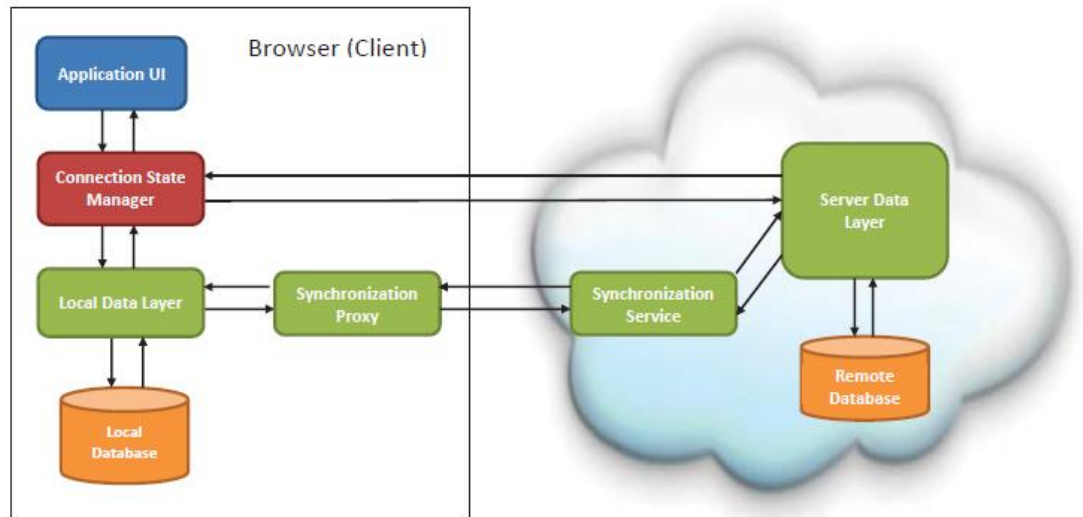 Browser (Client)
Application UI
Connection State
Manager
Server Data
Layer
Local Data Layer
Synchronization
Proxy
Synchronization
Service
Local
Database
Remote
Database